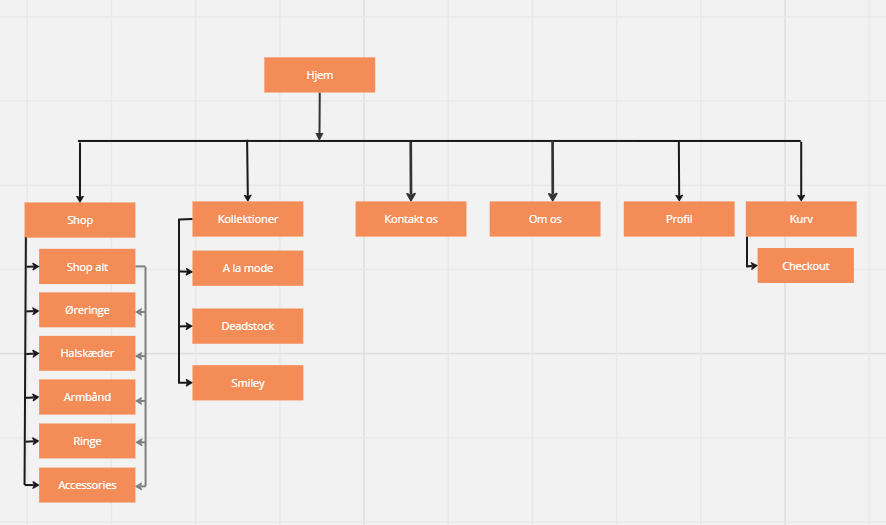 Hjem
Shop
Kollektioner
Kontakt os
Om os
Profil
Kurv
Shop alt
Øreringe
Halskæder
Armbånd
Ringe
Accessories
A la mode
Deadstock
Smiley
Checkout